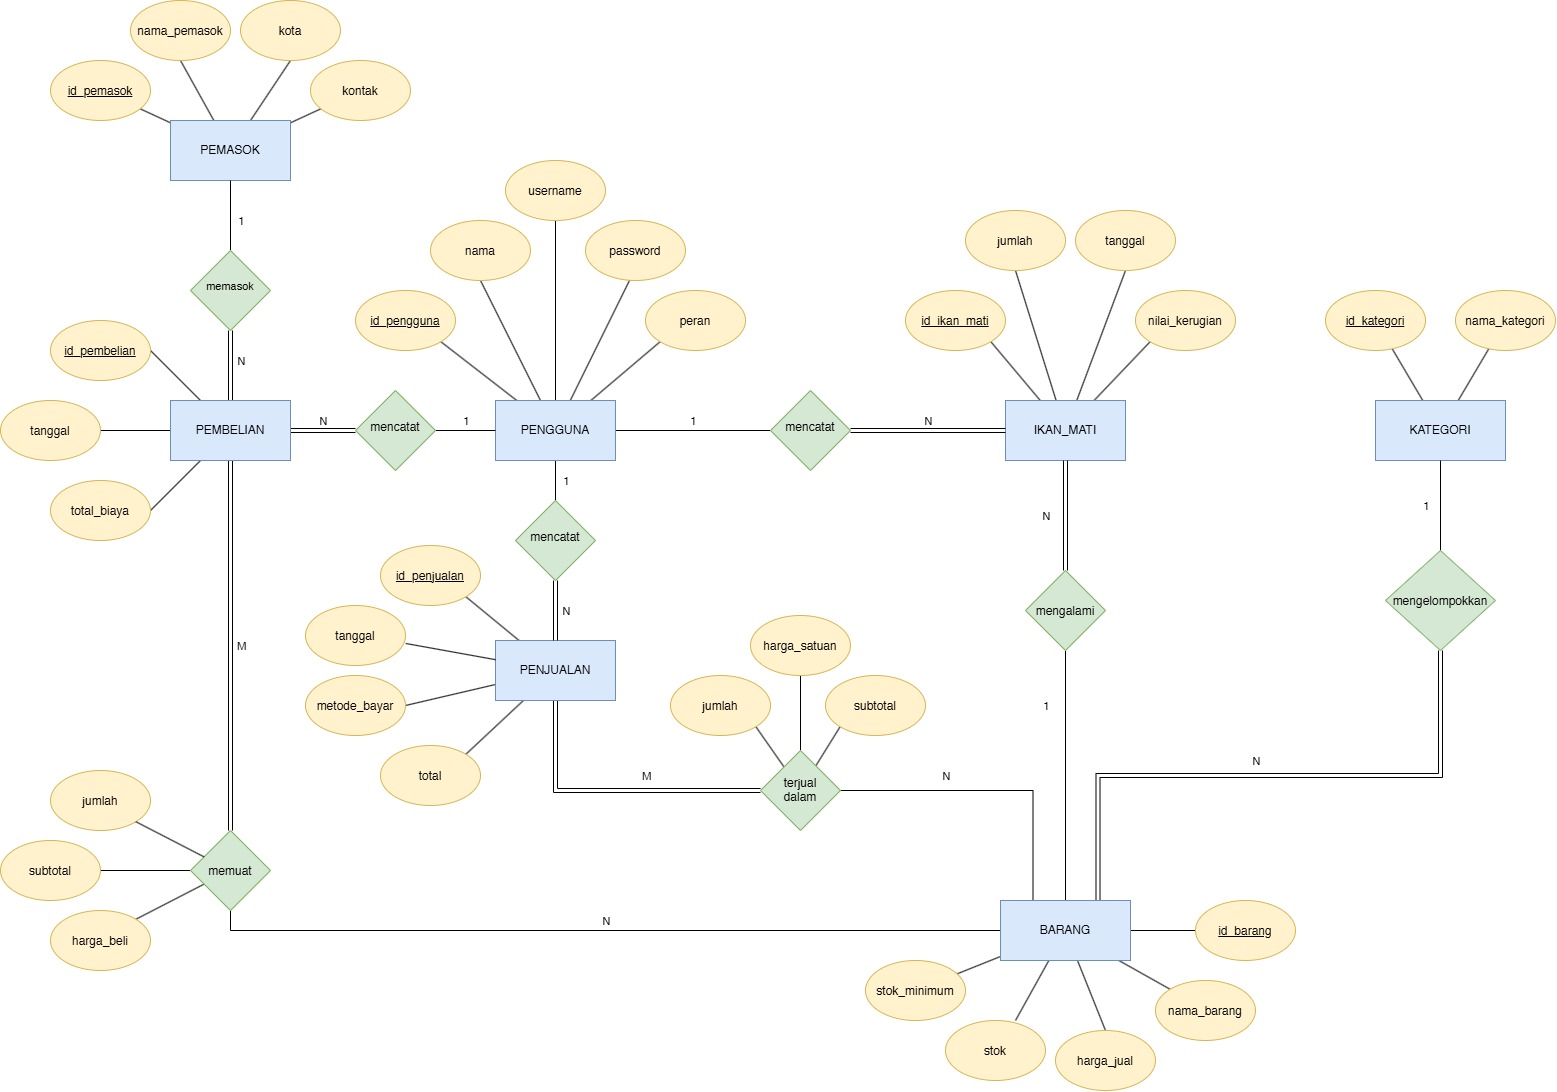 nama_pemasok
kota
id_pemasok
kontak
PEMASOK
1
memasok
N
username
nama
password
id_pengguna
peran
jumlah
tanggal
id_ikan_mati
nilai_kerugian
id_kategori
nama_kategori
id_pembelian
tanggal
total_biaya
PEMBELIAN
N
mencatat
1
PENGGUNA
1
mencatat
N
IKAN_MATI
KATEGORI
1
mencatat
N
N
mengalami
1
1
mengelompokkan
N
M
id_penjualan
tanggal
metode_bayar
total
PENJUALAN
harga_satuan
jumlah
subtotal
M
terjual
dalam
N
jumlah
subtotal
harga_beli
memuat
N
BARANG
id_barang
stok_minimum
nama_barang
stok
harga_jual